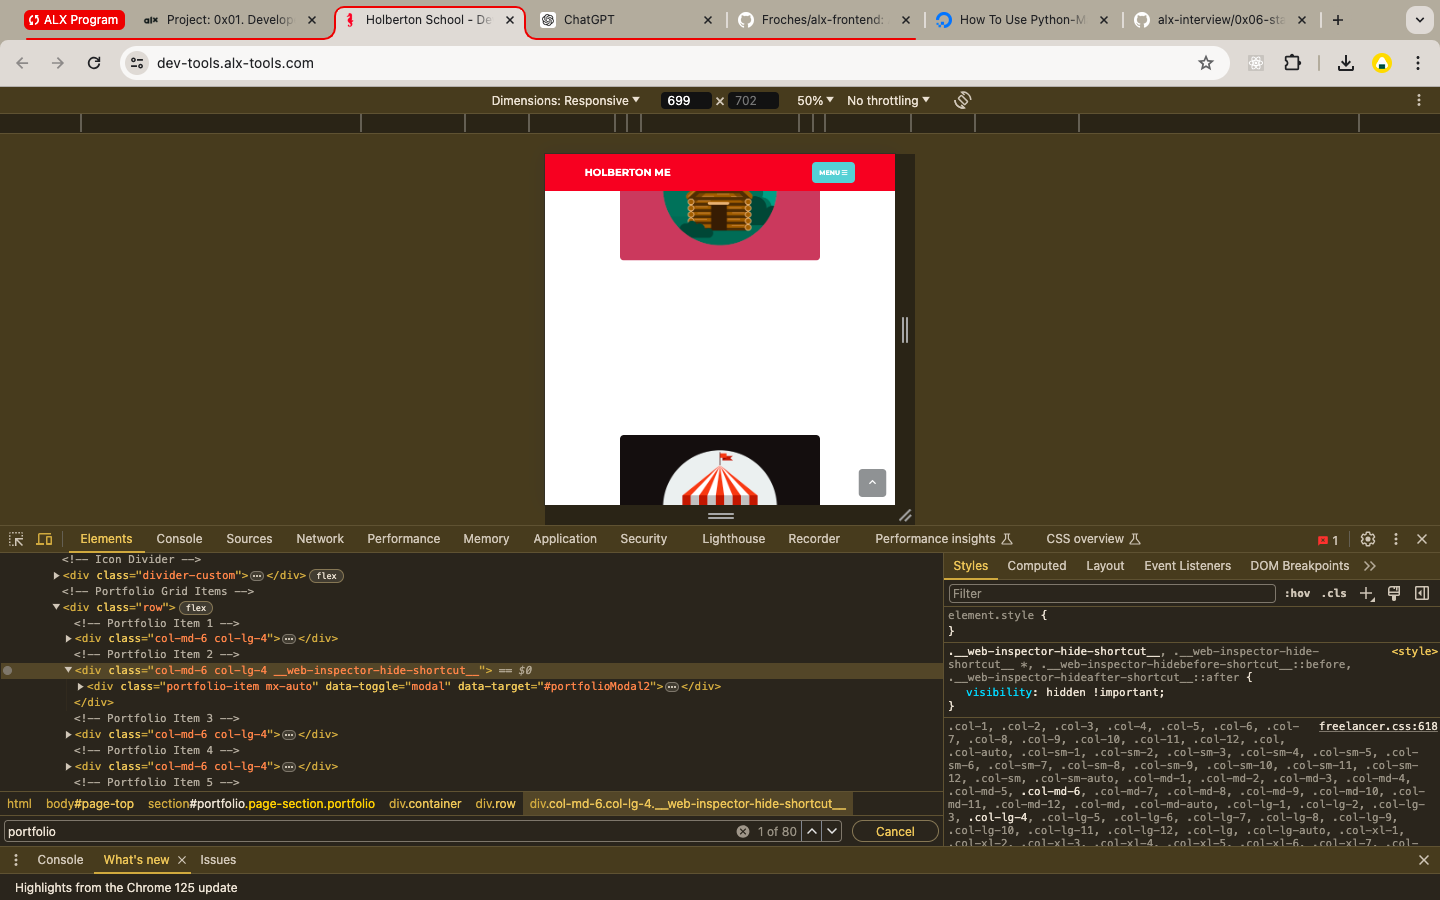 ALX Program
Project: 0x01. Develop
Holberton School - De
ChatGPT
Froches/alx-frontend:
How To Use Python-M
alx-interview/0x06-sta
dev-tools.alx-tools.com
Dimensions: Responsive
699 × 702
50%
No throttling
HOLBERTON ME
MENU
Elements
Console
Sources
Network
Performance
Memory
Application
Security
Lighthouse
Recorder
Performance insights
CSS overview
1
<!-- Icon Divider -->
<div class="divider-custom">…</div> flex
<!-- Portfolio Grid Items -->
<div class="row"> flex
<!-- Portfolio Item 1 -->
<div class="col-md-6 col-lg-4">…</div>
<!-- Portfolio Item 2 -->
<div class="col-md-6 col-lg-4 __web-inspector-hide-shortcut__"> == $0
<div class="portfolio-item mx-auto" data-toggle="modal" data-target="#portfolioModal2">…</div>
</div>
<!-- Portfolio Item 3 -->
<div class="col-md-6 col-lg-4">…</div>
<!-- Portfolio Item 4 -->
<div class="col-md-6 col-lg-4">…</div>
<!-- Portfolio Item 5 -->
html body#page-top section#portfolio.page-section.portfolio div.container div.row div.col-md-6.col-lg-4.__web-inspector-hide-shortcut__
portfolio
1 of 80
Cancel
Styles
Computed
Layout
Event Listeners
DOM Breakpoints
Filter
:hov .cls
element.style {
}
.__web-inspector-hide-shortcut__, .__web-inspector-hide- <style>
shortcut__ *, .__web-inspector-hidebefore-shortcut__::before,
.__web-inspector-hideafter-shortcut__::after {
visibility: hidden !important;
}
.col-1, .col-2, .col-3, .col-4, .col-5, .col-6, .col- freelancer.css:618
7, .col-8, .col-9, .col-10, .col-11, .col-12, .col,
.col-auto, .col-sm-1, .col-sm-2, .col-sm-3, .col-sm-4, .col-sm-5, .col-
sm-6, .col-sm-7, .col-sm-8, .col-sm-9, .col-sm-10, .col-sm-11, .col-sm-
12, .col-sm, .col-sm-auto, .col-md-1, .col-md-2, .col-md-3, .col-md-4,
.col-md-5, .col-md-6, .col-md-7, .col-md-8, .col-md-9, .col-md-10, .col-
md-11, .col-md-12, .col-md, .col-md-auto, .col-lg-1, .col-lg-2, .col-lg-
3, .col-lg-4, .col-lg-5, .col-lg-6, .col-lg-7, .col-lg-8, .col-lg-9,
.col-lg-10, .col-lg-11, .col-lg-12, .col-lg, .col-lg-auto, .col-xl-1,
.col-xl-2, .col-xl-3, .col-xl-4, .col-xl-5, .col-xl-6, .col-xl-7, .col-
Console
What's new
Issues
Highlights from the Chrome 125 update